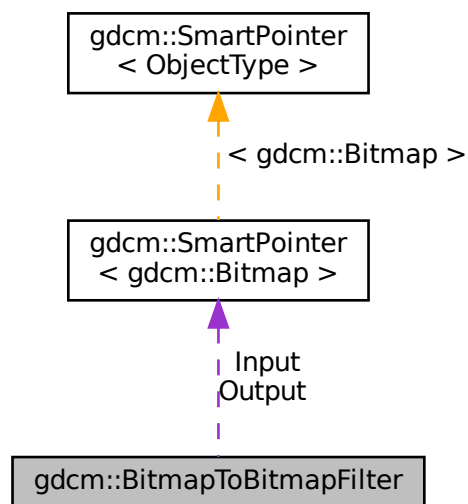 gdcm::SmartPointer
< ObjectType >
< gdcm::Bitmap >
gdcm::SmartPointer
< gdcm::Bitmap >
Input
Output
gdcm::BitmapToBitmapFilter